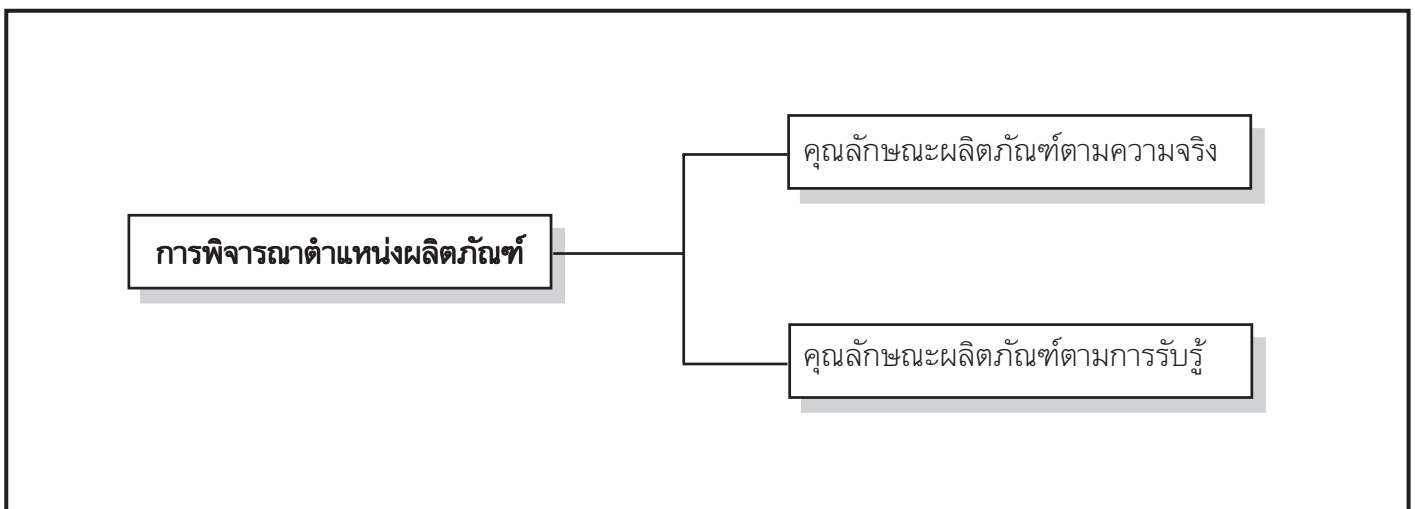 คุณลักษณะผลิตภัณฑ์ตามความจริง
การพิจารณาตำแหน่งผลิตภัณฑ์
คุณลักษณะผลิตภัณฑ์ตามการรับรู้